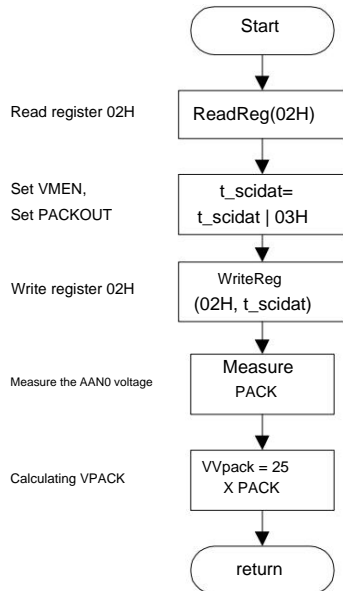 Start
Read register 02H
ReadReg(02H)
Set VMEN,
Set PACKOUT
t_scidat=
t_scidat | 03H
Write register 02H
WriteReg
(02H, t_scidat)
Measure the AAN0 voltage
Measure
PACK
Calculating VPACK
VVpack = 25
X PACK
return